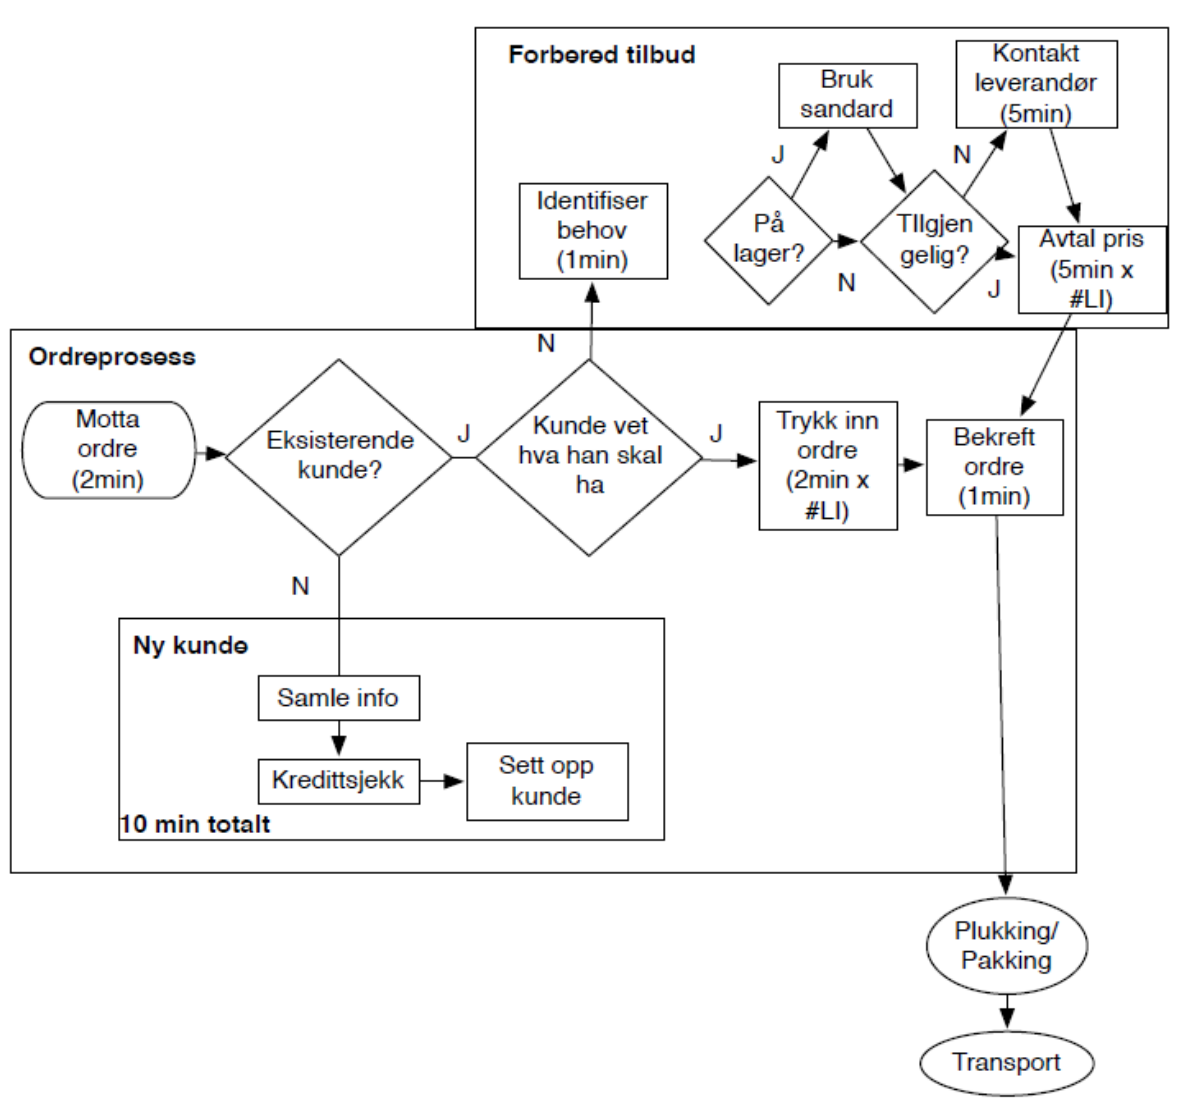 Forbered tilbud
Kontakt
leverandør
(5min)
Bruk
sandard
J
N
Identifiser
behov
(1min)
På
lager?
TIlgjen
gelig?
N
J
Avtal pris
(5min x
#LI)
N
Ordreprosess
Motta
ordre
(2min)
Eksisterende
kunde?
J
Kunde vet
hva han skal
ha
J
Trykk inn
ordre
(2min x
#LI)
Bekreft
ordre
(1min)
N
Ny kunde
Samle info
Kredittsjekk
Sett opp
kunde
10 min totalt
Plukking/
Pakking
Transport